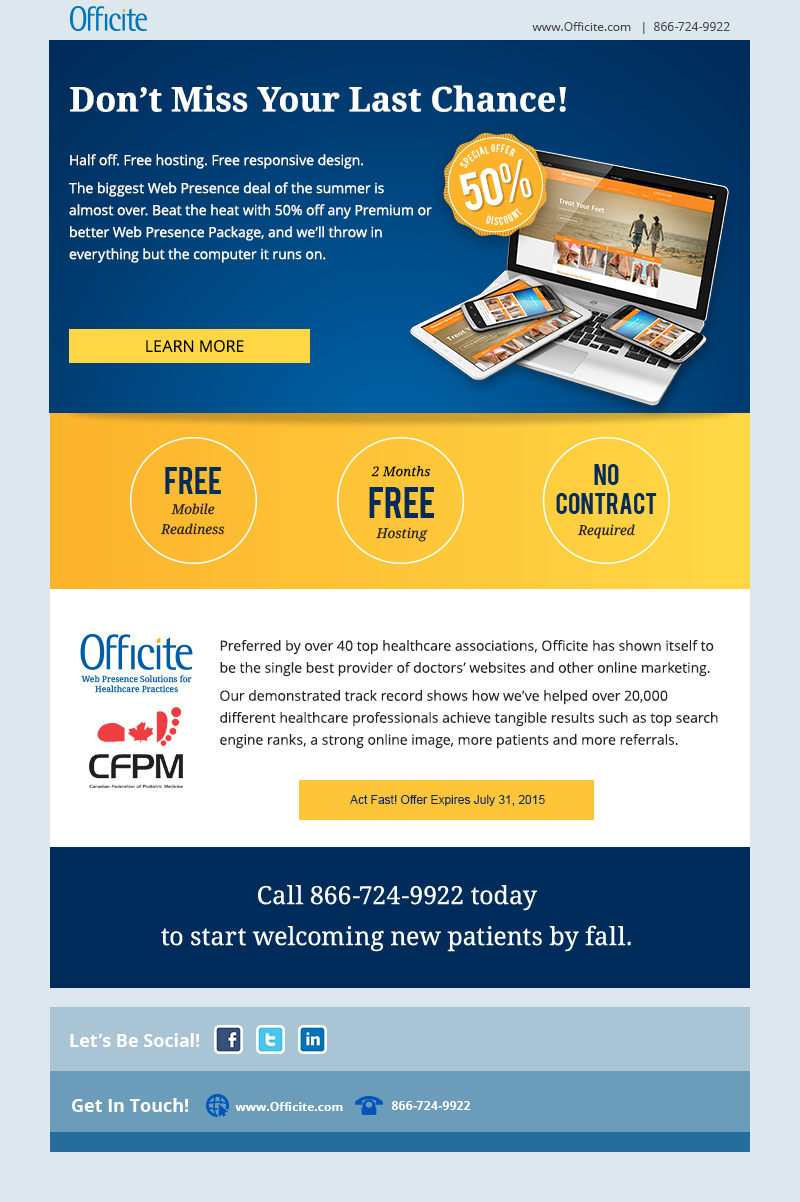 Officite
www.Officite.com | 866-724-9922
Don't Miss Your Last Chance!
Half off. Free hosting. Free responsive design.
The biggest Web Presence deal of the summer is
almost over. Beat the heat with 50% off any Premium or
better Web Presence Package, and we'll throw in
everything but the computer it runs on.
SPECIAL OFFER
50%
DISCOUNT
Treat Your Feet
LEARN MORE
FREE
Mobile
Readiness
2 Months
FREE
Hosting
NO
CONTRACT
Required
Officite
Web Presence Solutions for
Healthcare Practices
CFPM
Canadian Federation of Podiatric Medicine
Preferred by over 40 top healthcare associations, Officite has shown itself to
be the single best provider of doctors' websites and other online marketing.
Our demonstrated track record shows how we've helped over 20,000
different healthcare professionals achieve tangible results such as top search
engine ranks, a strong online image, more patients and more referrals.
Act Fast! Offer Expires July 31, 2015
Call 866-724-9922 today
to start welcoming new patients by fall.
Let's Be Social!
Get In Touch!
www.Officite.com
866-724-9922